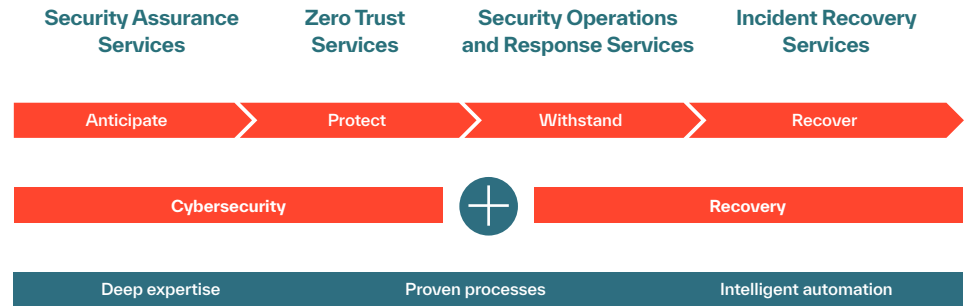 Security Assurance
Services
Zero Trust
Services
Security Operations
and Response Services
Incident Recovery
Services
Anticipate
Protect
Withstand
Recover
Cybersecurity
Recovery
Deep expertise
Proven processes
Intelligent automation